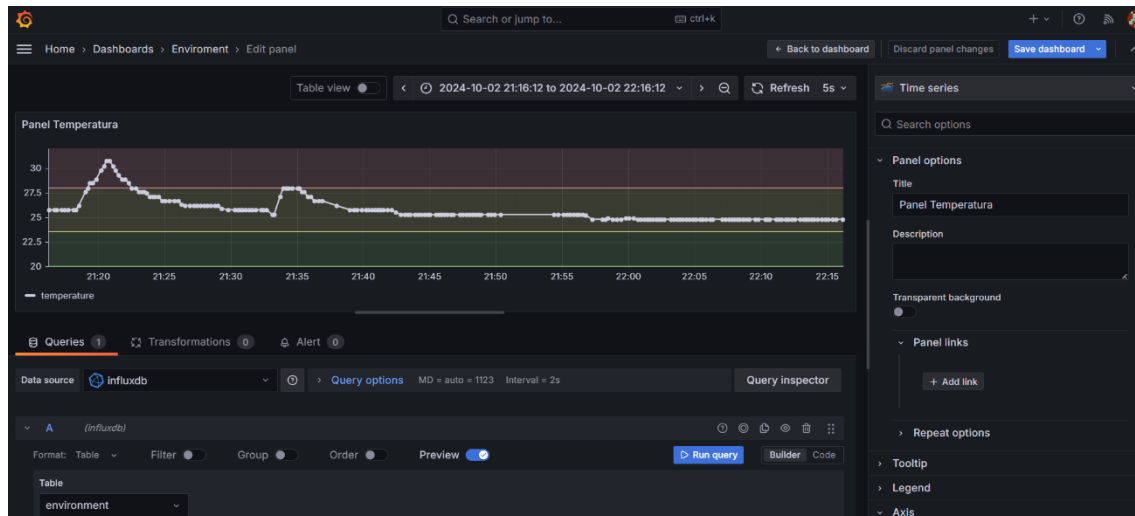 Search or jump to... ctrl+k
Home > Dashboards > Enviroment > Edit panel
Back to dashboard Discard panel changes Save dashboard
Table view 2024-10-02 21:16:12 to 2024-10-02 22:16:12 Refresh 5s
Panel Temperatura
30
27.5
25
22.5
20
21:20 21:25 21:30 21:35 21:40 21:45 21:50 21:55 22:00 22:05 22:10 22:15
temperature
Queries 1 Transformations 0 Alert 0
Data source influxdb Query options MD = auto = 1123 Interval = 2s Query inspector
A (influxdb)
Format: Table Filter Group Order Preview Run query Builder Code
Table
environment
Time series
Search options
Panel options
Title
Panel Temperatura
Description
Transparent background
Panel links
+ Add link
Repeat options
Tooltip
Legend
Axis